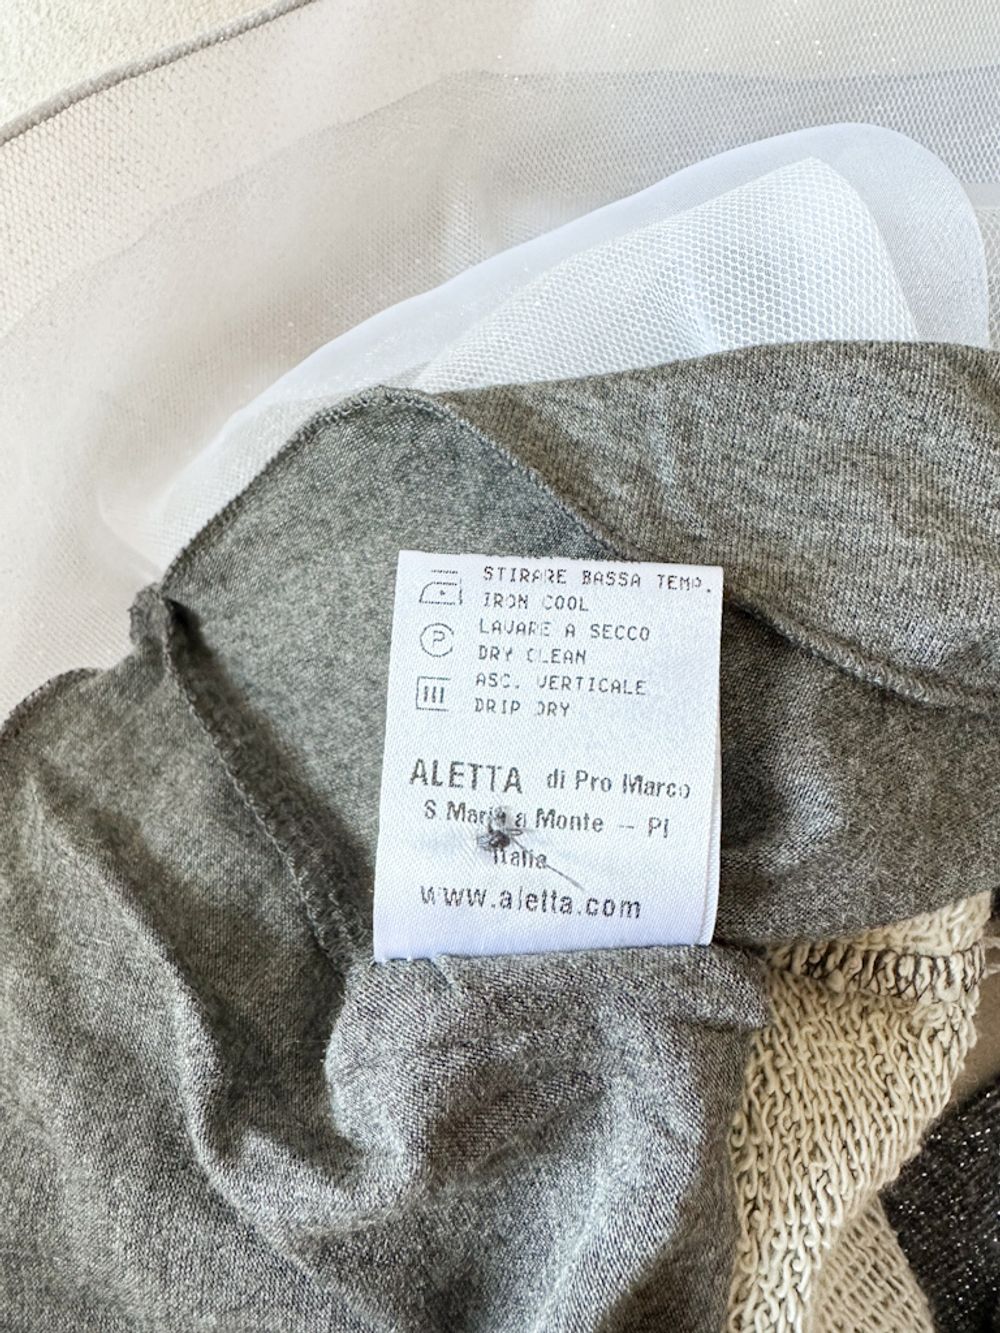 STIRARE BASSA TEMP.
IRON COOL
LAVARE A SECCO
DRY CLEAN
ASC. VERTICALE
DRIP DRY
P
ALETTA di Pro Marco
S Maria a Monte – PI
Italia
www.aletta.com